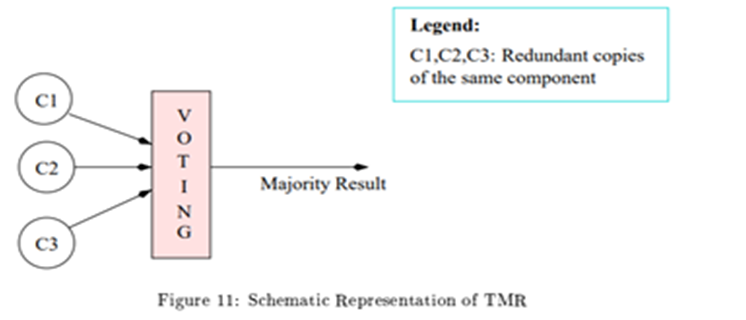 Legend:
C1,C2,C3: Redundant copies
of the same component
C1
C2
C3
VOTING
Majority Result
Figure 11: Schematic Representation of TMR